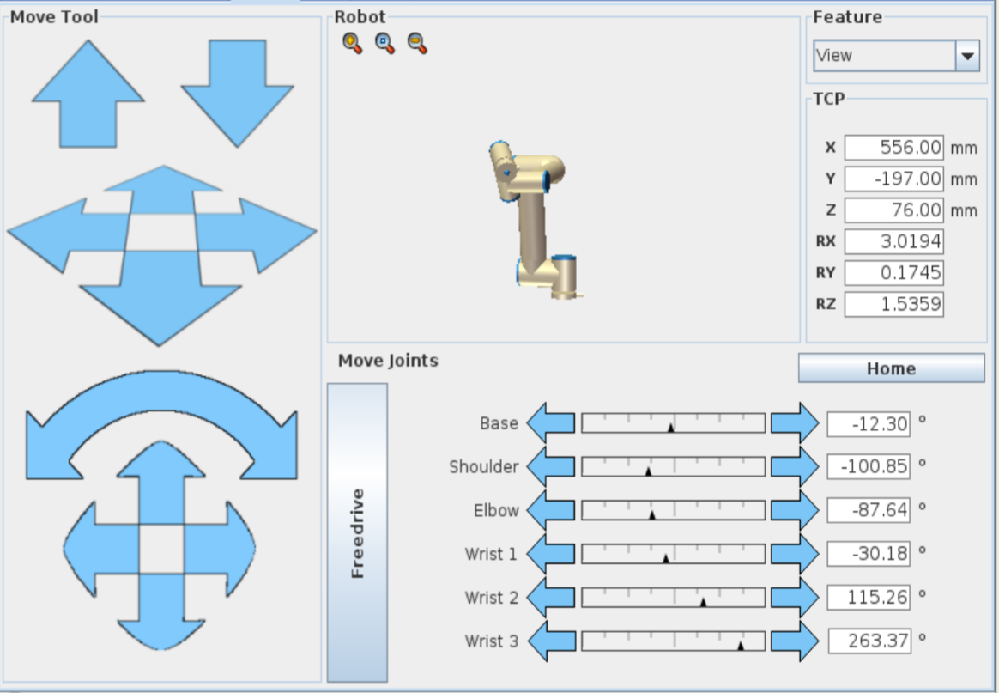 Move Tool
Robot
Feature
View
TCP
X 556.00 mm
Y -197.00 mm
Z 76.00 mm
RX 3.0194
RY 0.1745
RZ 1.5359
Move Joints
Home
Freedrive
Base -12.30 °
Shoulder -100.85 °
Elbow -87.64 °
Wrist 1 -30.18 °
Wrist 2 115.26 °
Wrist 3 263.37 °